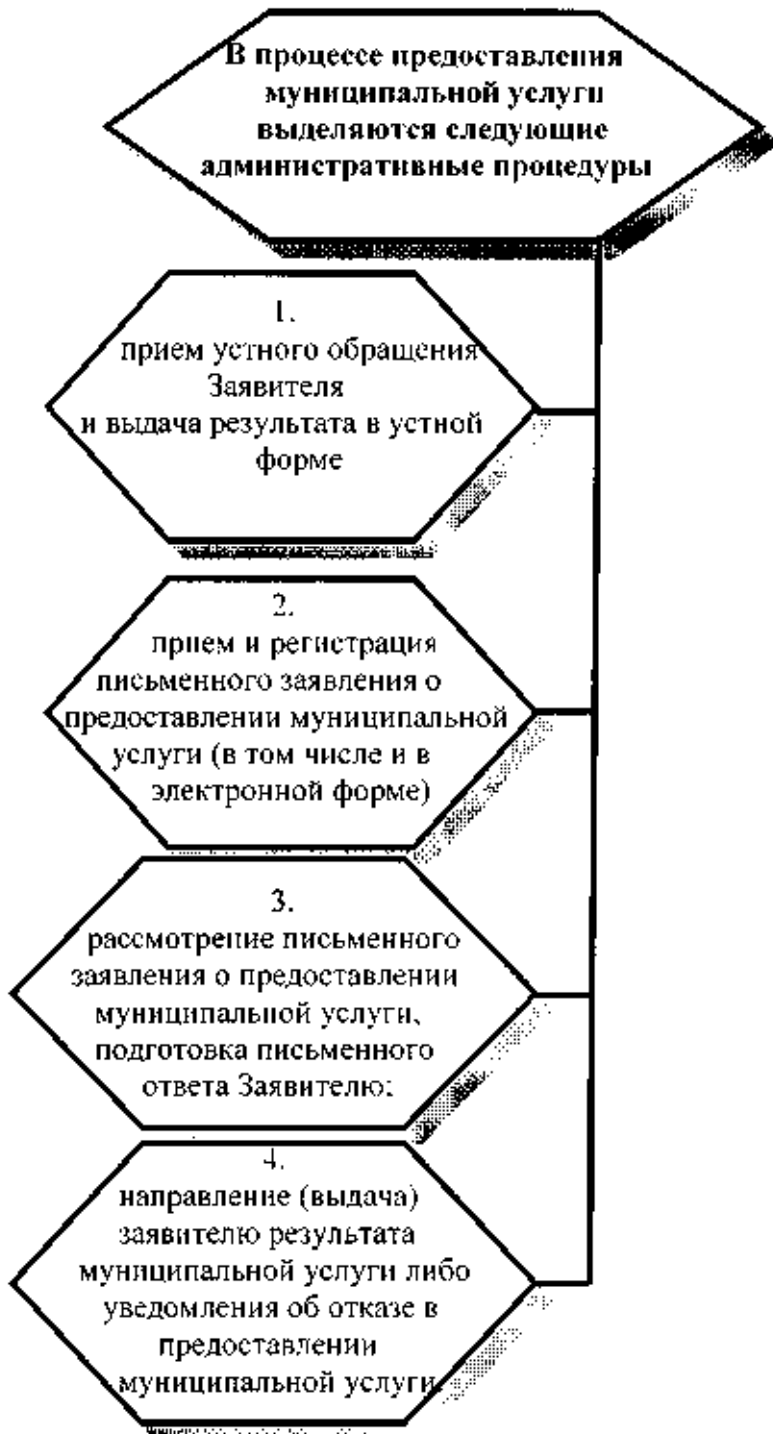 В процессе предоставления
муниципальной услуги
выделяются следующие
административные процедуры
1.
прием устного обращения
Заявителя
и выдача результата в устной
форме
2.
прием и регистрация
письменного заявления о
предоставлении муниципальной
услуги (в том числе и в
электронной форме)
3.
рассмотрение письменного
заявления о предоставлении
муниципальной услуги,
подготовка письменного
ответа Заявителю;
4.
направление (выдача)
заявителю результата
муниципальной услуги либо
уведомления об отказе в
предоставлении
муниципальной услуги.